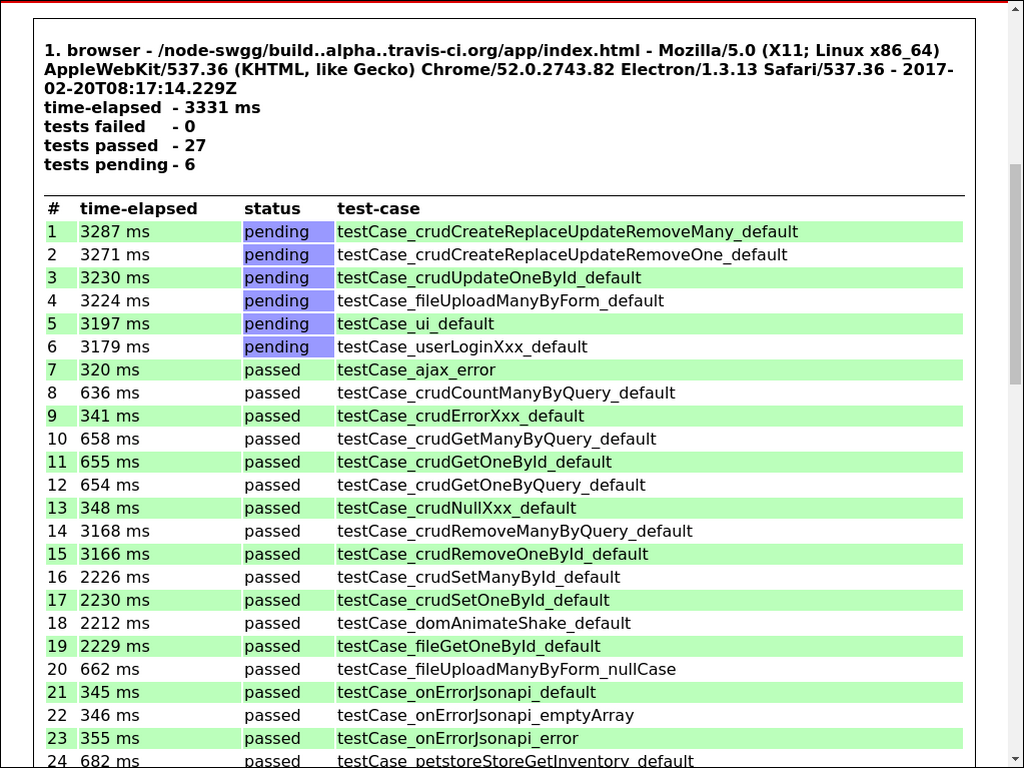 1. browser - /node-swgg/build..alpha..travis-ci.org/app/index.html - Mozilla/5.0 (X11; Linux x86_64)
AppleWebKit/537.36 (KHTML, like Gecko) Chrome/52.0.2743.82 Electron/1.3.13 Safari/537.36 - 2017-
02-20T08:17:14.229Z
time-elapsed - 3331 ms
tests failed - 0
tests passed - 27
tests pending - 6
# time-elapsed status test-case
1 3287 ms pending testCase_crudCreateReplaceUpdateRemoveMany_default
2 3271 ms pending testCase_crudCreateReplaceUpdateRemoveOne_default
3 3230 ms pending testCase_crudUpdateOneById_default
4 3224 ms pending testCase_fileUploadManyByForm_default
5 3197 ms pending testCase_ui_default
6 3179 ms pending testCase_userLoginXxx_default
7 320 ms passed testCase_ajax_error
8 636 ms passed testCase_crudCountManyByQuery_default
9 341 ms passed testCase_crudErrorXxx_default
10 658 ms passed testCase_crudGetManyByQuery_default
11 655 ms passed testCase_crudGetOneById_default
12 654 ms passed testCase_crudGetOneByQuery_default
13 348 ms passed testCase_crudNullXxx_default
14 3168 ms passed testCase_crudRemoveManyByQuery_default
15 3166 ms passed testCase_crudRemoveOneById_default
16 2226 ms passed testCase_crudSetManyById_default
17 2230 ms passed testCase_crudSetOneById_default
18 2212 ms passed testCase_domAnimateShake_default
19 2229 ms passed testCase_fileGetOneById_default
20 662 ms passed testCase_fileUploadManyByForm_nullCase
21 345 ms passed testCase_onErrorJsonapi_default
22 346 ms passed testCase_onErrorJsonapi_emptyArray
23 355 ms passed testCase_onErrorJsonapi_error
24 682 ms passed testCase_petstoreStoreGetInventory_default